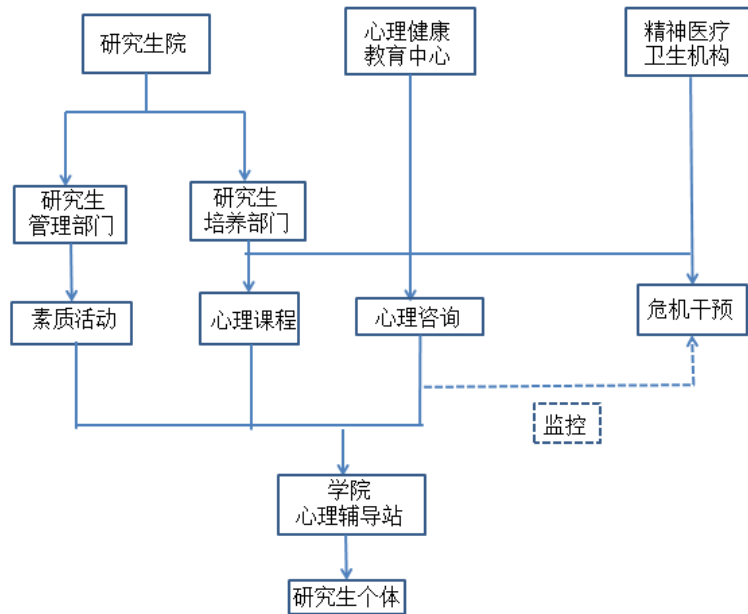 研究生院
心理健康
教育中心
精神医疗
卫生机构
研究生
管理部门
研究生
培养部门
素质活动
心理课程
心理咨询
危机干预
监控
学院
心理辅导站
研究生个体